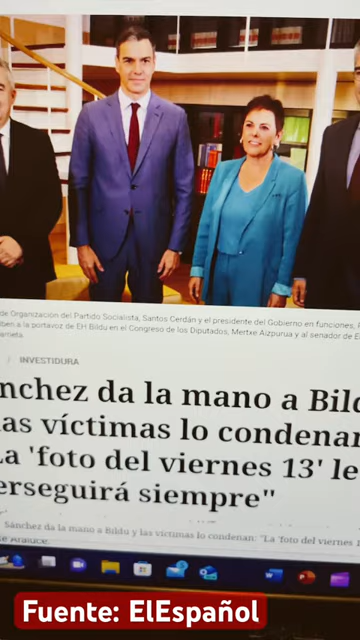 de Organización del Partido Socialista, Santos Cerdán y el presidente del Gobierno en funciones,
ben a la portavoz de EH Bildu en el Congreso de los Diputados, Mertxe Aizpurua y al senador de
/ INVESTIDURA
nchez da la mano a Bild
as víctimas lo condenan
a 'foto del viernes 13' le
erseguirá siempre"
Sánchez da la mano a Bildu y las víctimas lo condenan: "La 'foto del viernes 1
Fuente: ElEspañol